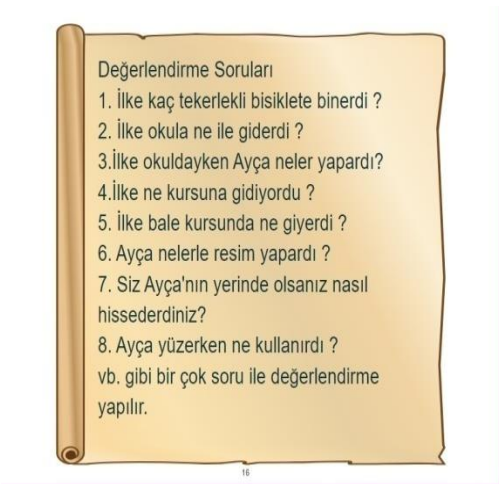 Değerlendirme Soruları
1. İlke kaç tekerlekli bisiklete binerdi ?
2. İlke okula ne ile giderdi ?
3.İlke okuldayken Ayça neler yapardı?
4.İlke ne kursuna gidiyordu ?
5. İlke bale kursunda ne giyerdi ?
6. Ayça nelerle resim yapardı ?
7. Siz Ayça'nın yerinde olsanız nasıl
hissederdiniz?
8. Ayça yüzerken ne kullanırdı ?
vb. gibi bir çok soru ile değerlendirme
yapılır.
16